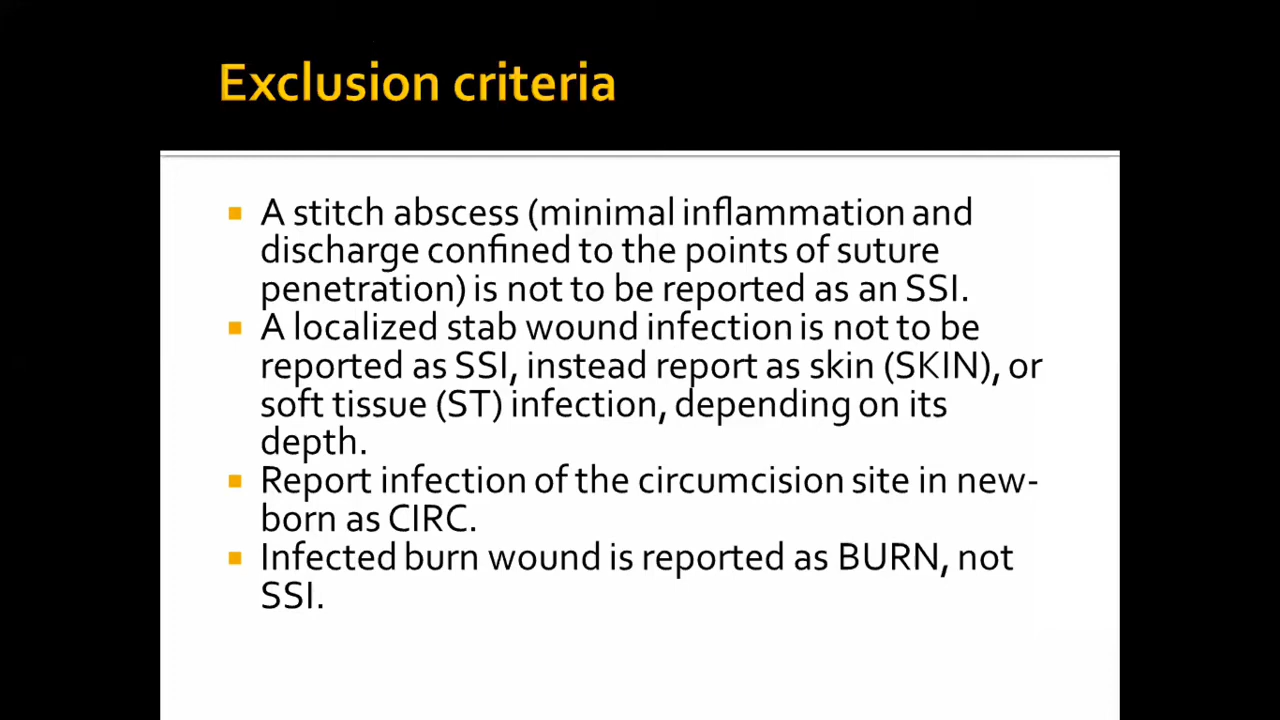 Exclusion criteria
A stitch abscess (minimal inflammation and
discharge confined to the points of suture
penetration) is not to be reported as an SSI.
A localized stab wound infection is not to be
reported as SSI, instead report as skin (SKIN), or
soft tissue (ST) infection, depending on its
depth.
Report infection of the circumcision site in new-
born as CIRC.
Infected burn wound is reported as BURN, not
SSI.